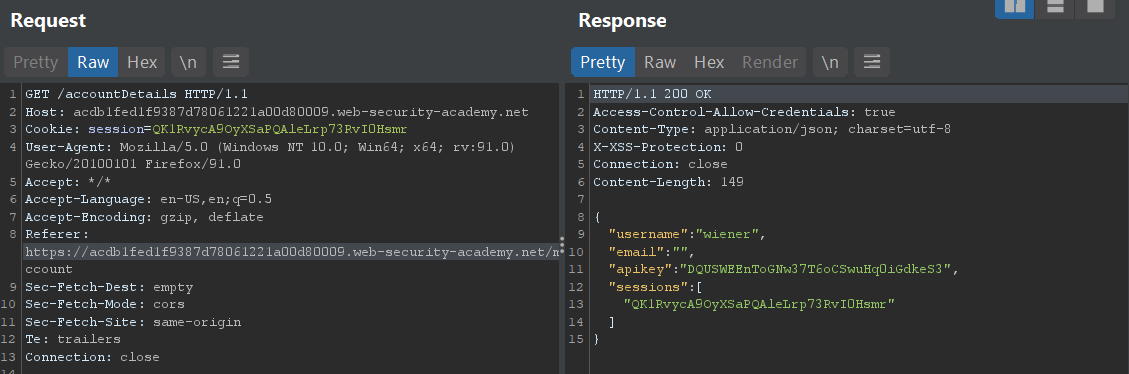 Request
Pretty Raw Hex \n
1 GET /accountDetails HTTP/1.1
2 Host: acdb1fed1f9387d78061221a00d80009.web-security-academy.net
3 Cookie: session=QK1RvycA9OyXSaPQAleLrp73RvI0Hsmr
4 User-Agent: Mozilla/5.0 (Windows NT 10.0; Win64; x64; rv:91.0)
Gecko/20100101 Firefox/91.0
5 Accept: */*
6 Accept-Language: en-US,en;q=0.5
7 Accept-Encoding: gzip, deflate
8 Referer:
https://acdb1fed1f9387d78061221a00d80009.web-security-academy.net/m
ccount
9 Sec-Fetch-Dest: empty
10 Sec-Fetch-Mode: cors
11 Sec-Fetch-Site: same-origin
12 Te: trailers
13 Connection: close
Response
Pretty Raw Hex Render \n
1 HTTP/1.1 200 OK
2 Access-Control-Allow-Credentials: true
3 Content-Type: application/json; charset=utf-8
4 X-XSS-Protection: 0
5 Connection: close
6 Content-Length: 149
7
8 {
9 "username":"wiener",
10 "email":"",
11 "apikey":"DQUSWEEnToGNw37T6oCSwuHq0iGdkeS3",
12 "sessions":[
13 "QK1RvycA9OyXSaPQAleLrp73RvI0Hsmr"
14 ]
15 }